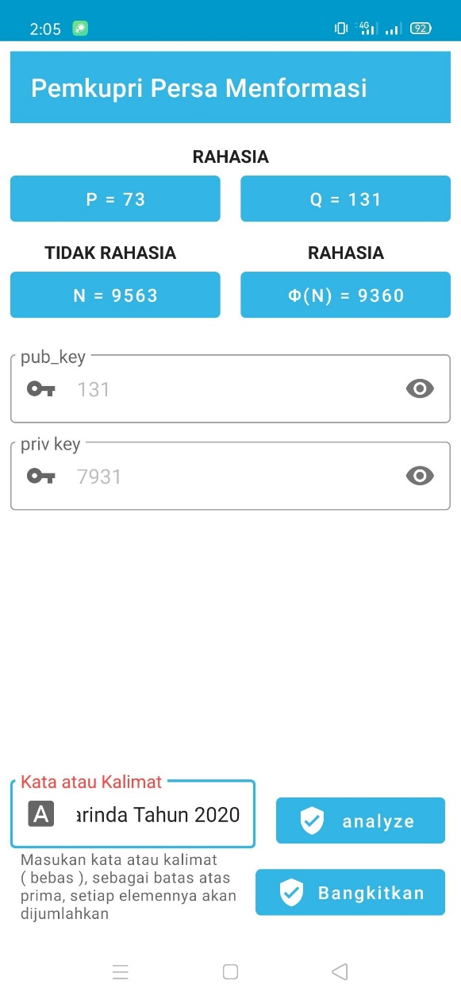 2:05
4G
92
Pemkupri Persa Menformasi
RAHASIA
P = 73
Q = 131
TIDAK RAHASIA
RAHASIA
N = 9563
Φ(N) = 9360
pub_key
131
priv key
7931
Kata atau Kalimat
A
arinda Tahun 2020
analyze
Masukan kata atau kalimat
( bebas ), sebagai batas atas
prima, setiap elemennya akan
dijumlahkan
Bangkitkan